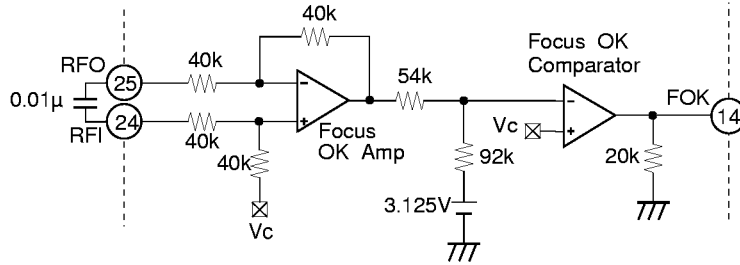 40k
RFO
25
40k
0.01μ
54k
Focus OK
Comparator
FOK
14
RFI
24
40k
40k
Focus
OK Amp
Vc
92k
20k
3.125V
Vc